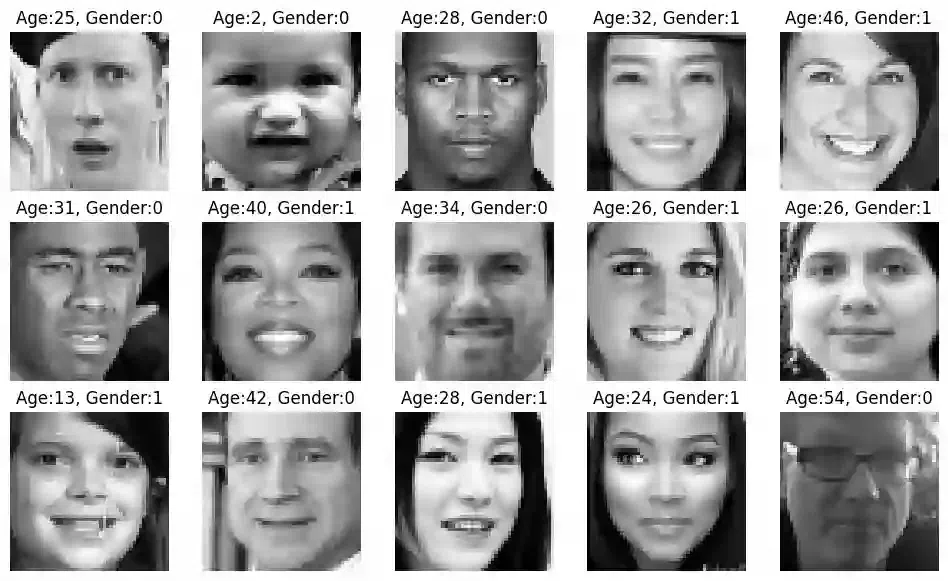 Age:25, Gender:0
Age:2, Gender:0
Age:28, Gender:0
Age:32, Gender:1
Age:46, Gender:1
Age:31, Gender:0
Age:40, Gender:1
Age:34, Gender:0
Age:26, Gender:1
Age:26, Gender:1
Age:13, Gender:1
Age:42, Gender:0
Age:28, Gender:1
Age:24, Gender:1
Age:54, Gender:0